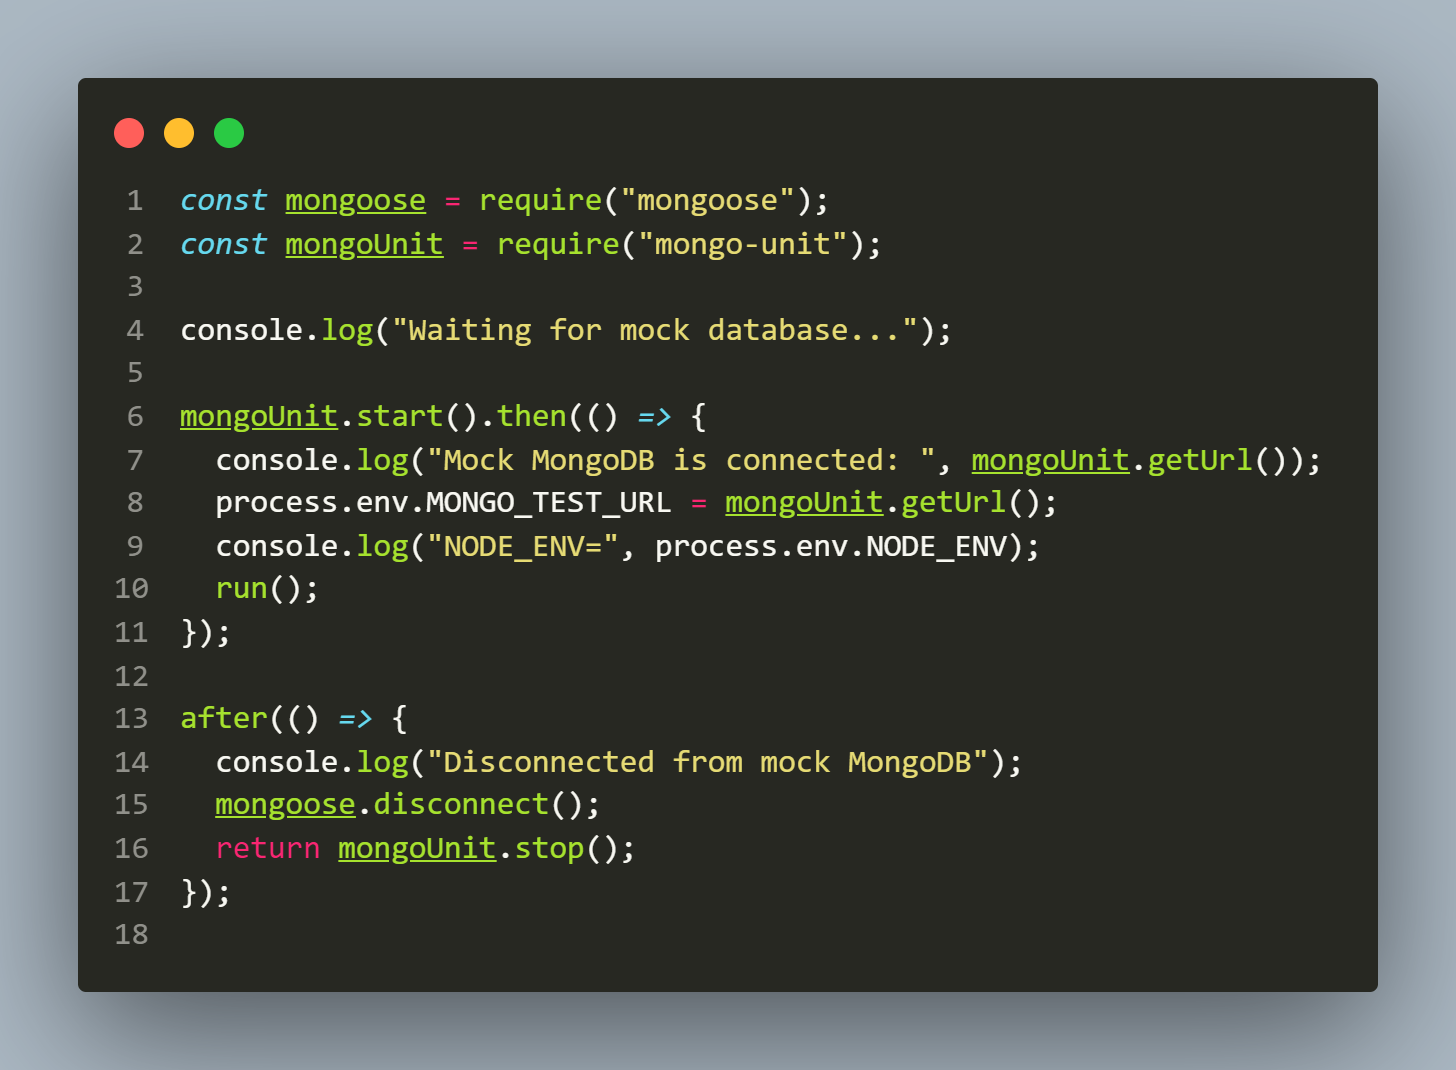 1 const mongoose = require("mongoose");
2 const mongoUnit = require("mongo-unit");
3
4 console.log("Waiting for mock database...");
5
6 mongoUnit.start().then(() => {
7   console.log("Mock MongoDB is connected: ", mongoUnit.getUrl());
8   process.env.MONGO_TEST_URL = mongoUnit.getUrl();
9   console.log("NODE_ENV=", process.env.NODE_ENV);
10   run();
11 });
12
13 after(() => {
14   console.log("Disconnected from mock MongoDB");
15   mongoose.disconnect();
16   return mongoUnit.stop();
17 });
18